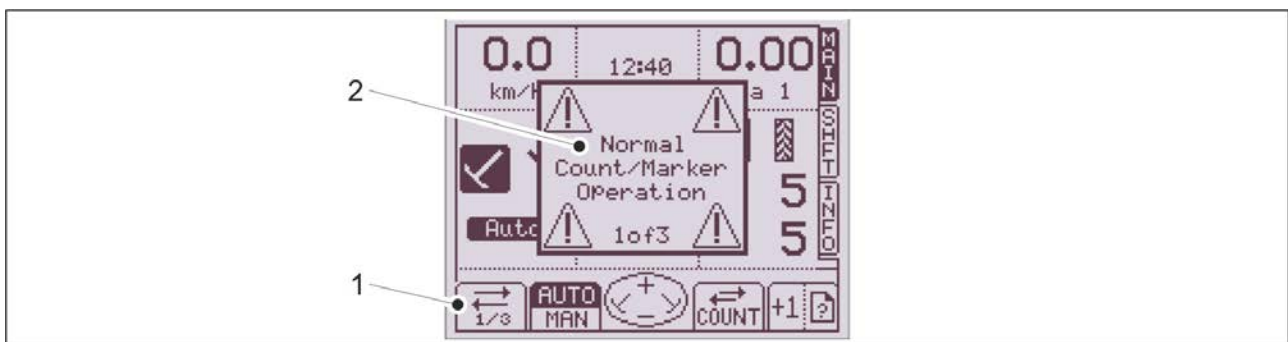 0.0
12:40
0.00
MAIN
km/h
a 1
2
Normal
Count/Marker
Operation
SHFT
5
Auto
1of3
5
INFO
1
1/3
AUTO
MAN
+
−
COUNT
+1
?